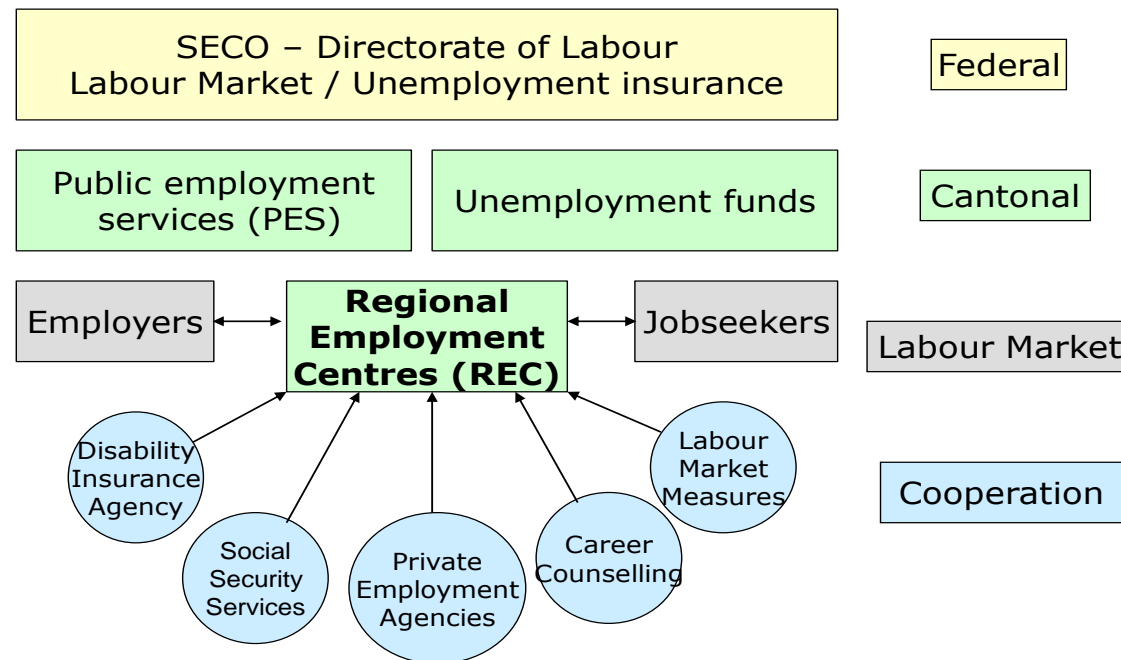 SECO – Directorate of Labour
Labour Market / Unemployment insurance
Federal
Public employment
services (PES)
Unemployment funds
Cantonal
Employers
Regional
Employment
Centres (REC)
Jobseekers
Labour Market
Disability
Insurance
Agency
Social
Security
Services
Private
Employment
Agencies
Career
Counselling
Labour
Market
Measures
Cooperation